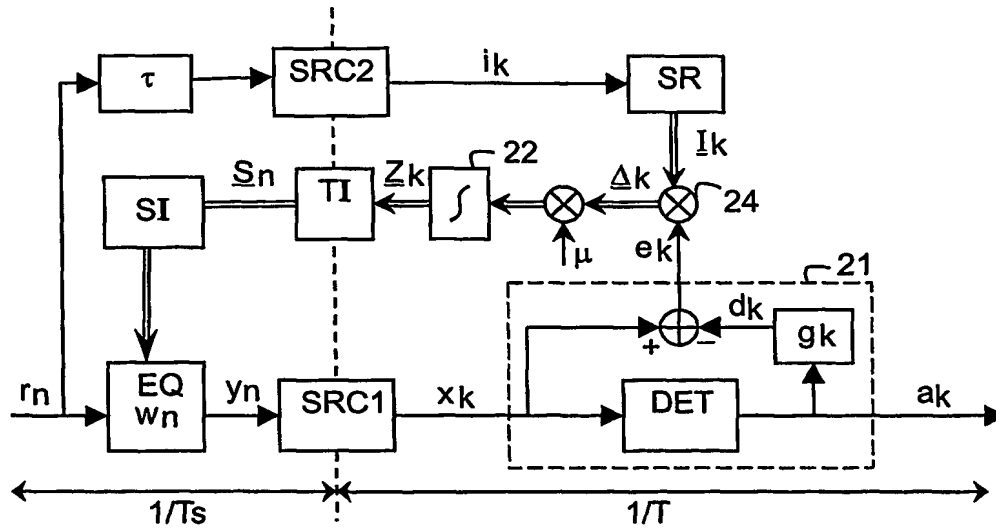 τ
SRC2
ik
SR
Ik
22
Sn
TI
Zk
∫
Δk
24
SI
μ
ek
21
dk
+
−
gk
rn
EQ
wn
yn
SRC1
xk
DET
ak
1/Ts
1/T